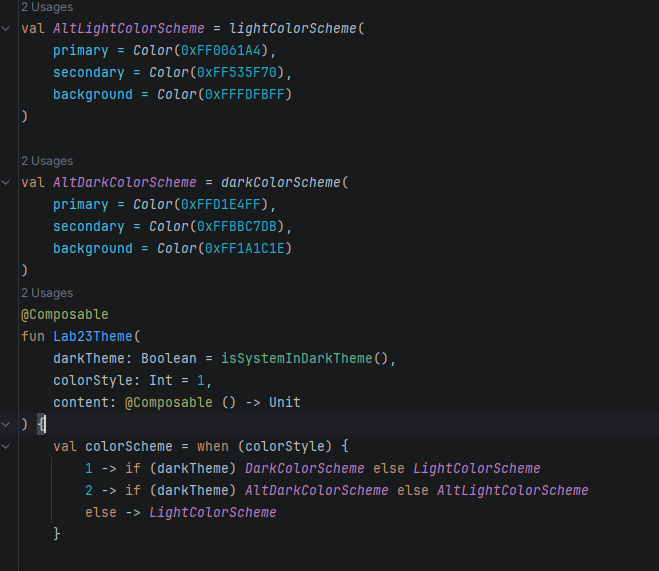 2 Usages
val AltLightColorScheme = lightColorScheme(
primary = Color(0xFF0061A4),
secondary = Color(0xFF535F70),
background = Color(0xFFFDFBFF)
)
2 Usages
val AltDarkColorScheme = darkColorScheme(
primary = Color(0xFFD1E4FF),
secondary = Color(0xFFBBC7DB),
background = Color(0xFF1A1C1E)
)
2 Usages
@Composable
fun Lab23Theme(
darkTheme: Boolean = isSystemInDarkTheme(),
colorStyle: Int = 1,
content: @Composable () -> Unit
) {
val colorScheme = when (colorStyle) {
1 -> if (darkTheme) DarkColorScheme else LightColorScheme
2 -> if (darkTheme) AltDarkColorScheme else AltLightColorScheme
else -> LightColorScheme
}